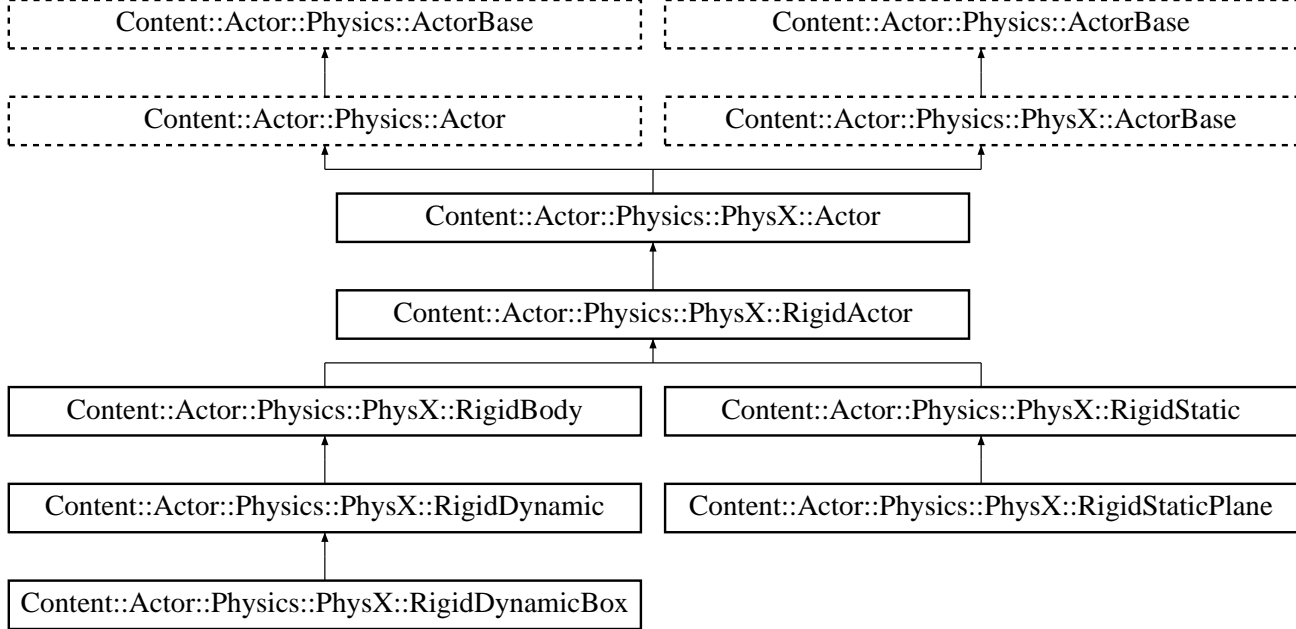 Content::Actor::Physics::ActorBase
Content::Actor::Physics::ActorBase
Content::Actor::Physics::Actor
Content::Actor::Physics::PhysX::ActorBase
Content::Actor::Physics::PhysX::Actor
Content::Actor::Physics::PhysX::RigidActor
Content::Actor::Physics::PhysX::RigidBody
Content::Actor::Physics::PhysX::RigidStatic
Content::Actor::Physics::PhysX::RigidDynamic
Content::Actor::Physics::PhysX::RigidStaticPlane
Content::Actor::Physics::PhysX::RigidDynamicBox